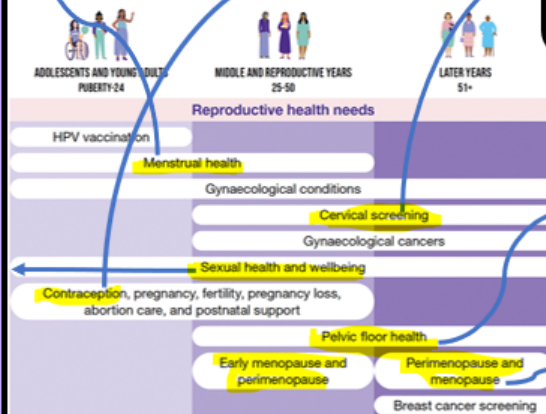 ADOLESCENTS AND YOUNG ADULTS
PUBERTY-24
MIDDLE AND REPRODUCTIVE YEARS
25-50
LATER YEARS
51+
Reproductive health needs
HPV vaccination
Menstrual health
Gynaecological conditions
Cervical screening
Gynaecological cancers
Sexual health and wellbeing
Contraception, pregnancy, fertility, pregnancy loss,
abortion care, and postnatal support
Pelvic floor health
Early menopause and
perimenopause
Perimenopause and
menopause
Breast cancer screening